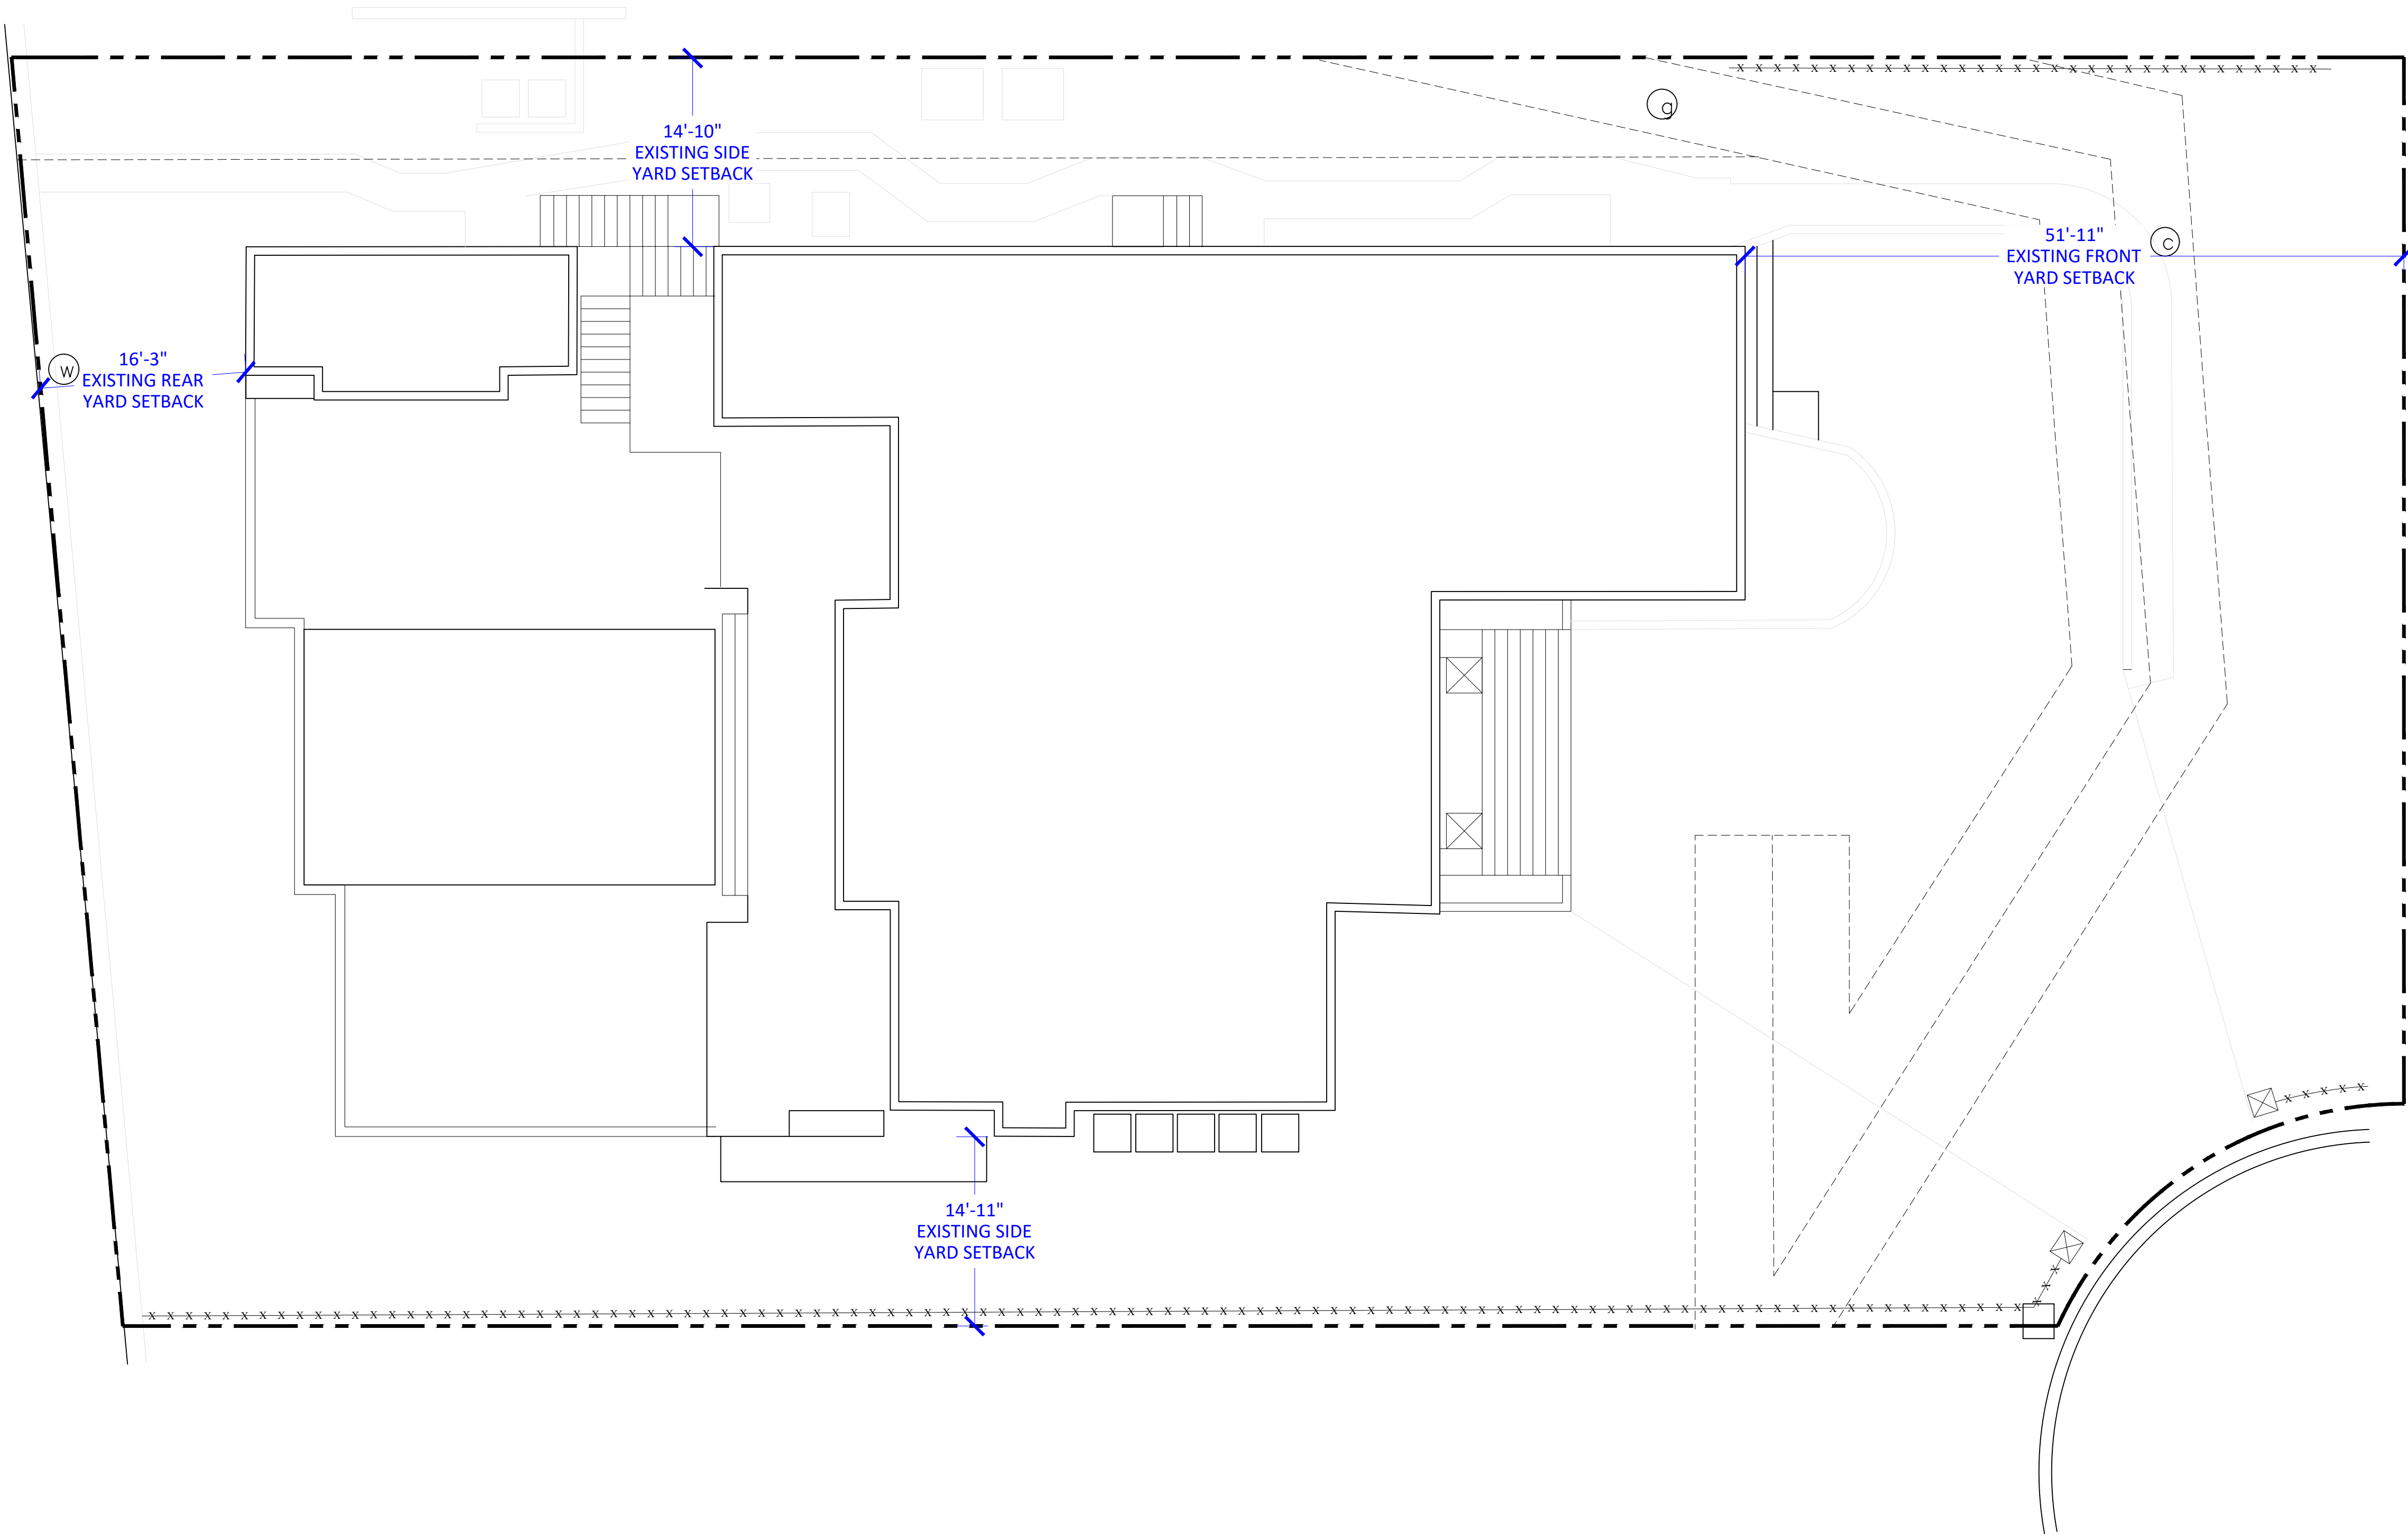 14'-10"
EXISTING SIDE
YARD SETBACK
g
51'-11"
EXISTING FRONT
YARD SETBACK
c
W
16'-3"
EXISTING REAR
YARD SETBACK
14'-11"
EXISTING SIDE
YARD SETBACK